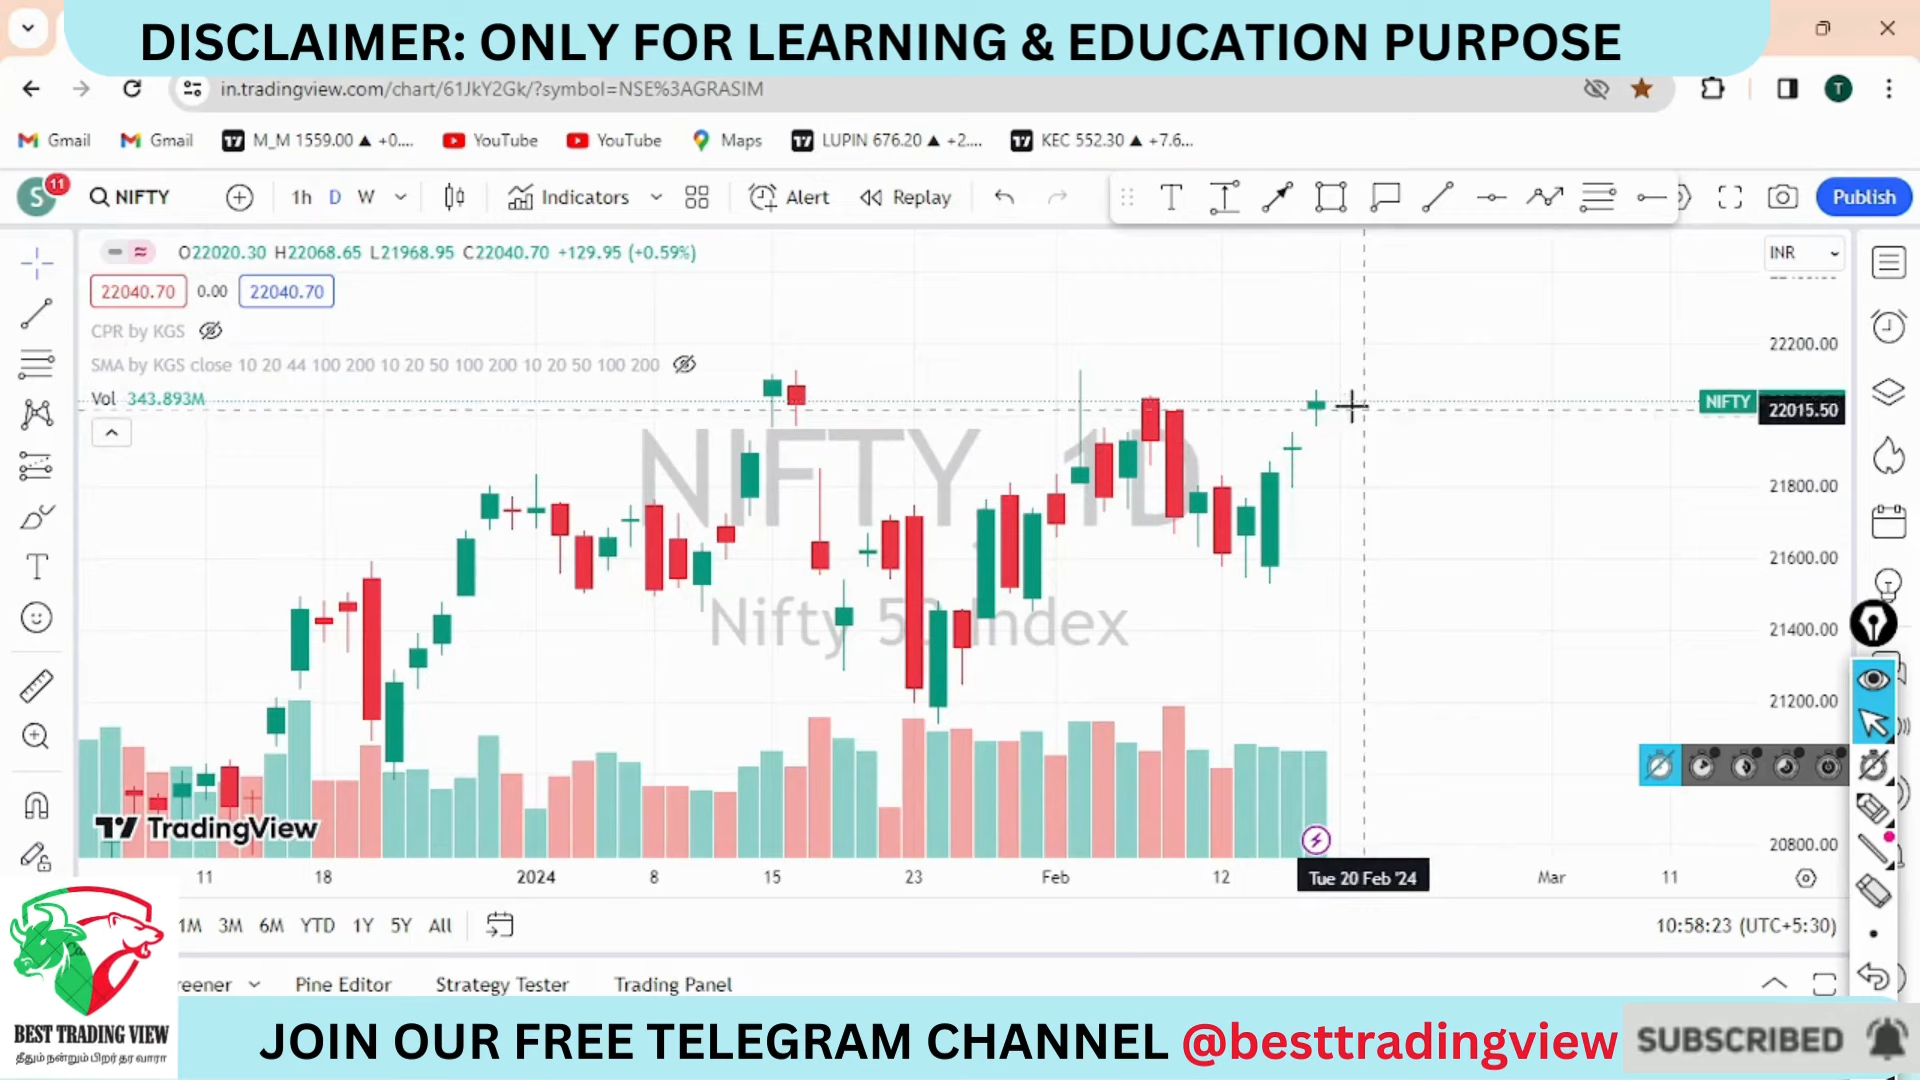 DISCLAIMER: ONLY FOR LEARNING & EDUCATION PURPOSE
in.tradingview.com/chart/61JkY2Gk/?symbol=NSE%3AGRASIM
T
Gmail
Gmail
M_M 1559.00 ▲ +0....
YouTube
YouTube
Maps
LUPIN 676.20 ▲ +2....
KEC 552.30 ▲ +7.6...
S
11
NIFTY
1h
D
W
Indicators
Alert
Replay
Publish
O22020.30 H22068.65 L21968.95 C22040.70 +129.95 (+0.59%)
INR
22040.70
0.00
22040.70
CPR by KGS
SMA by KGS close 10 20 44 100 200 10 20 50 100 200 10 20 50 100 200
Vol 343.893M
22200.00
NIFTY
22015.50
NIFTY, 1D
Nifty 50 Index
21800.00
21600.00
21400.00
21200.00
20800.00
TradingView
11
18
2024
8
15
23
Feb
12
Tue 20 Feb '24
Mar
11
1M
3M
6M
YTD
1Y
5Y
All
10:58:23 (UTC+5:30)
reener
Pine Editor
Strategy Tester
Trading Panel
BEST TRADING VIEW
தீதும் நன்றும் பிறர் தர வாரா
JOIN OUR FREE TELEGRAM CHANNEL @besttradingview
SUBSCRIBED